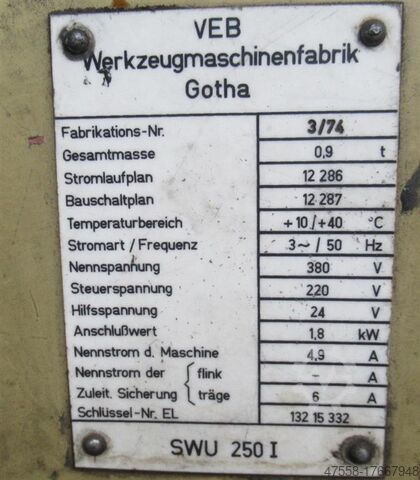 VEB
Werkzeugmaschinenfabrik
Gotha
Fabrikations-Nr. 3/74
Gesamtmasse 0,9 t
Stromlaufplan 12 286
Bauschaltplan 12 287
Temperaturbereich +10/+40 °C
Stromart / Frequenz 3~/ 50 Hz
Nennspannung 380 V
Steuerspannung 220 V
Hilfsspannung 24 V
Anschlußwert 1,8 kW
Nennstrom d. Maschine 4,9 A
Nennstrom der { flink – A
Zuleit. Sicherung { träge 6 A
Schlüssel-Nr. EL 132 15 332
SWU 250 I
47558-17667948